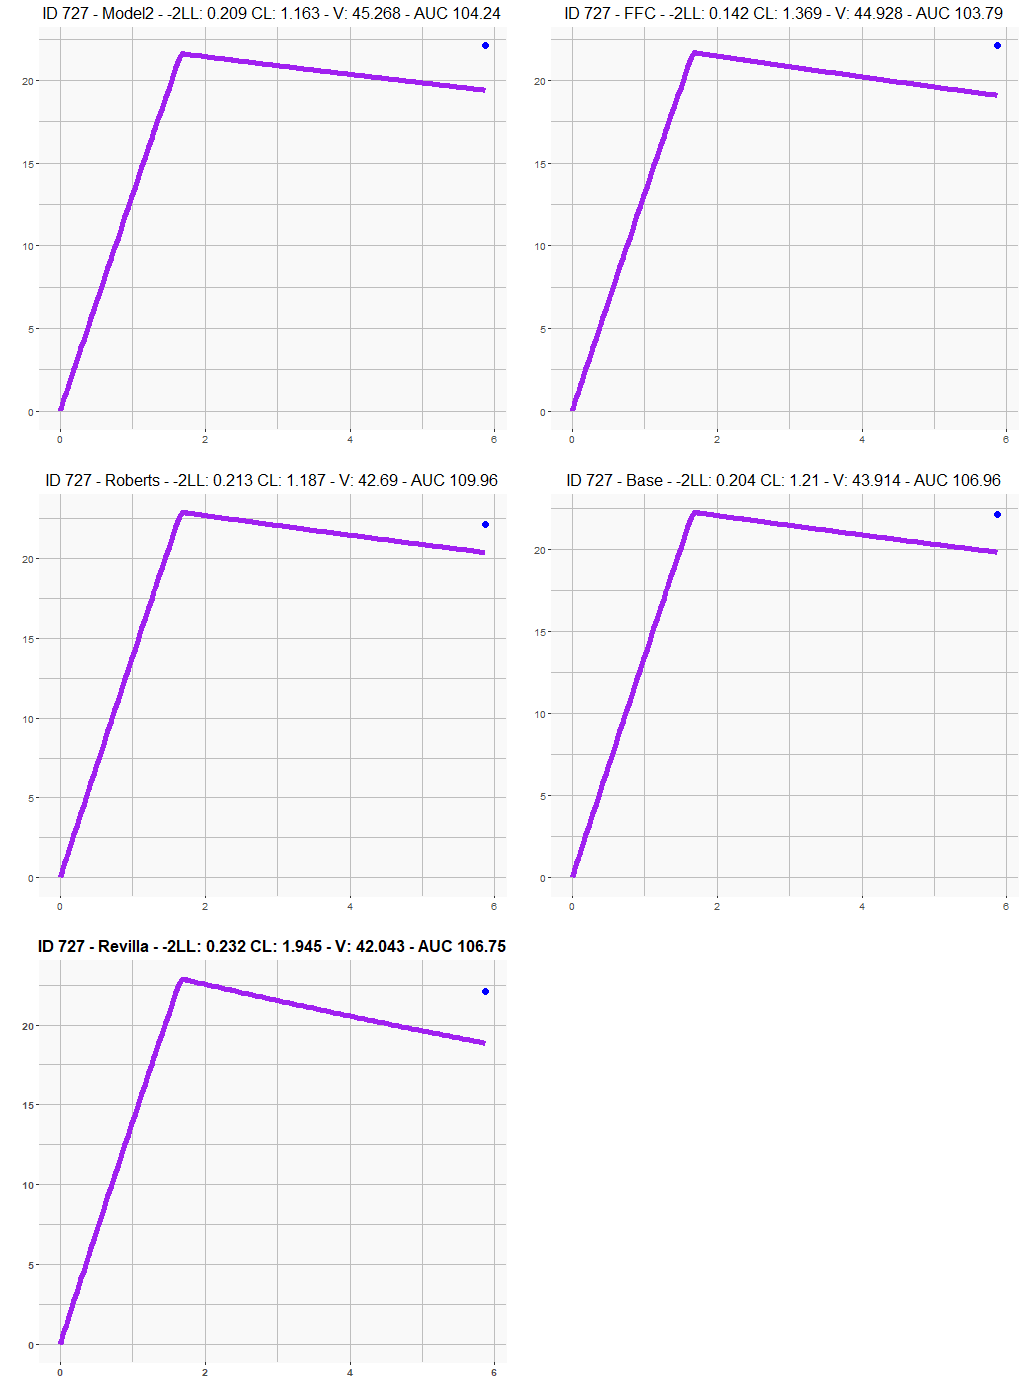 ID 727 - Model2 - -2LL: 0.209 CL: 1.163 - V: 45.268 - AUC 104.24
20
15
10
5
0
0 2 4 6
ID 727 - FFC - -2LL: 0.142 CL: 1.369 - V: 44.928 - AUC 103.79
20
15
10
5
0
0 2 4 6
ID 727 - Roberts - -2LL: 0.213 CL: 1.187 - V: 42.69 - AUC 109.96
20
15
10
5
0
0 2 4 6
ID 727 - Base - -2LL: 0.204 CL: 1.21 - V: 43.914 - AUC 106.96
20
15
10
5
0
0 2 4 6
ID 727 - Revilla - -2LL: 0.232 CL: 1.945 - V: 42.043 - AUC 106.75
20
15
10
5
0
0 2 4 6